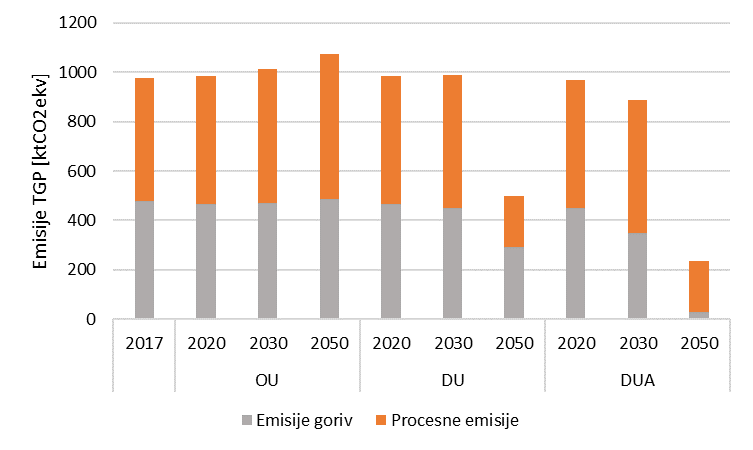 1200
1000
800
600
400
200
0
Emisije TGP [ktCO2ekv]
2017 2020 2030 2050 2020 2030 2050 2020 2030 2050
OU DU DUA
Emisije goriv Procesne emisije